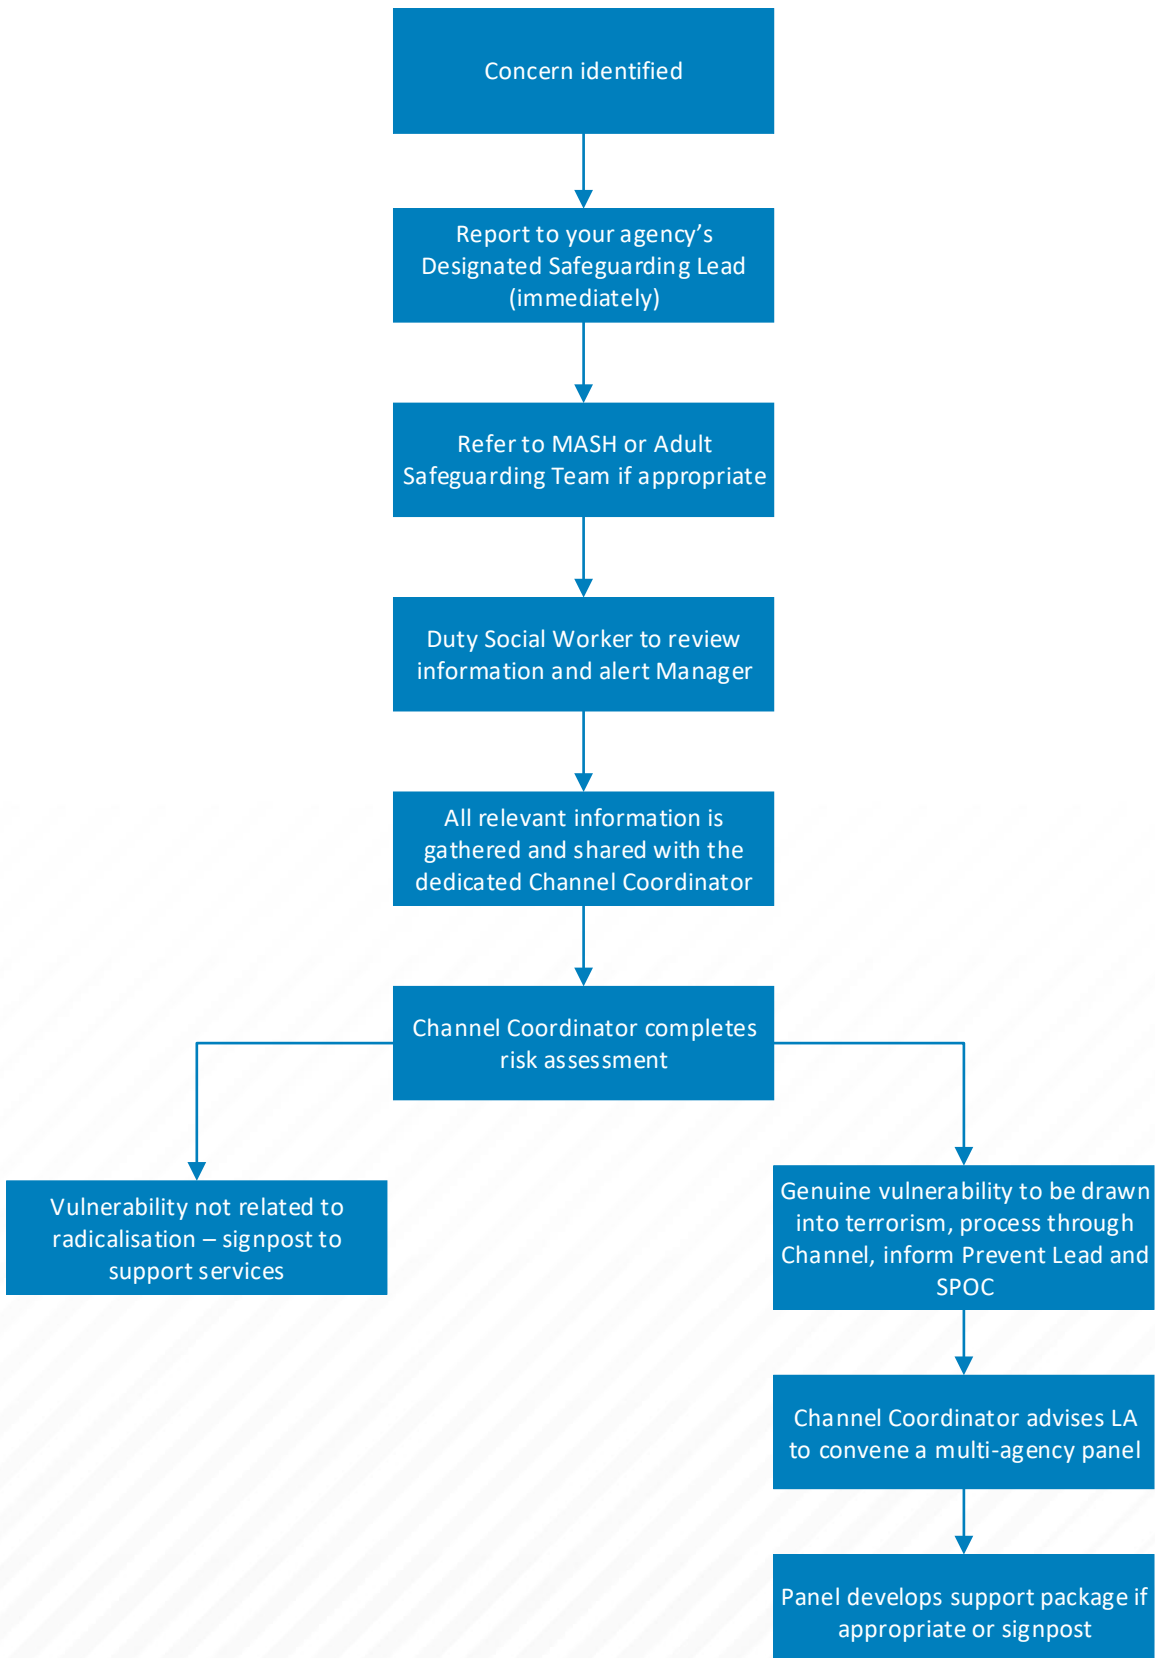 Concern identified
Report to your agency’s
Designated Safeguarding Lead
(immediately)
Refer to MASH or Adult
Safeguarding Team if appropriate
Duty Social Worker to review
information and alert Manager
All relevant information is
gathered and shared with the
dedicated Channel Coordinator
Channel Coordinator completes
risk assessment
Vulnerability not related to
radicalisation – signpost to
support services
Genuine vulnerability to be drawn
into terrorism, process through
Channel, inform Prevent Lead and
SPOC
Channel Coordinator advises LA
to convene a multi-agency panel
Panel develops support package if
appropriate or signpost